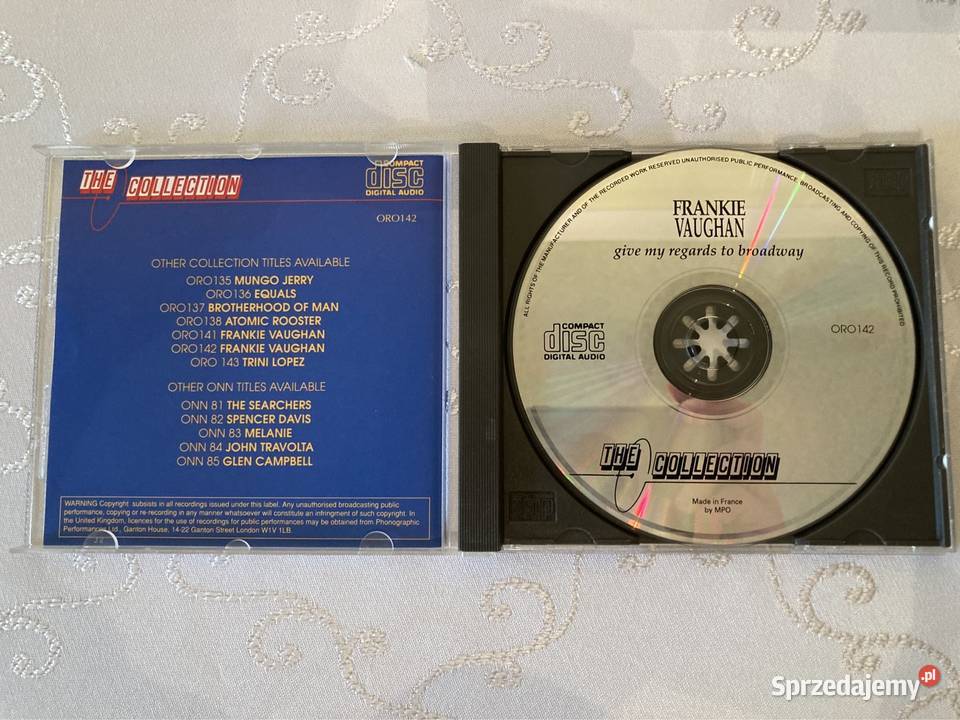 THE COLLECTION
COMPACT
disc
DIGITAL AUDIO
ORO142
OTHER COLLECTION TITLES AVAILABLE
ORO135 MUNGO JERRY
ORO136 EQUALS
ORO137 BROTHERHOOD OF MAN
ORO138 ATOMIC ROOSTER
ORO141 FRANKIE VAUGHAN
ORO142 FRANKIE VAUGHAN
ORO 143 TRINI LOPEZ
OTHER ONN TITLES AVAILABLE
ONN 81 THE SEARCHERS
ONN 82 SPENCER DAVIS
ONN 83 MELANIE
ONN 84 JOHN TRAVOLTA
ONN 85 GLEN CAMPBELL
WARNING Copyright subsists in all recordings issued under this label. Any unauthorised broadcasting public
performance, copying or re-recording in any manner whatsoever will constitute an infringment of such copyright. In
the United Kingdom, licences for the use of recordings for public performances may be obtained from Phonographic
Performances Ltd., Ganton House, 14-22 Ganton Street London W1V 1LB.
ALL RIGHTS OF THE MANUFACTURER AND OF THE RECORDED WORK RESERVED UNAUTHORISED PUBLIC PERFORMANCE, BROADCASTING AND COPYING OF THIS RECORD PROHIBITED
FRANKIE
VAUGHAN
give my regards to broadway
COMPACT
disc
DIGITAL AUDIO
ORO142
THE COLLECTION
Made in France
by MPO
Sprzedajemy.pl